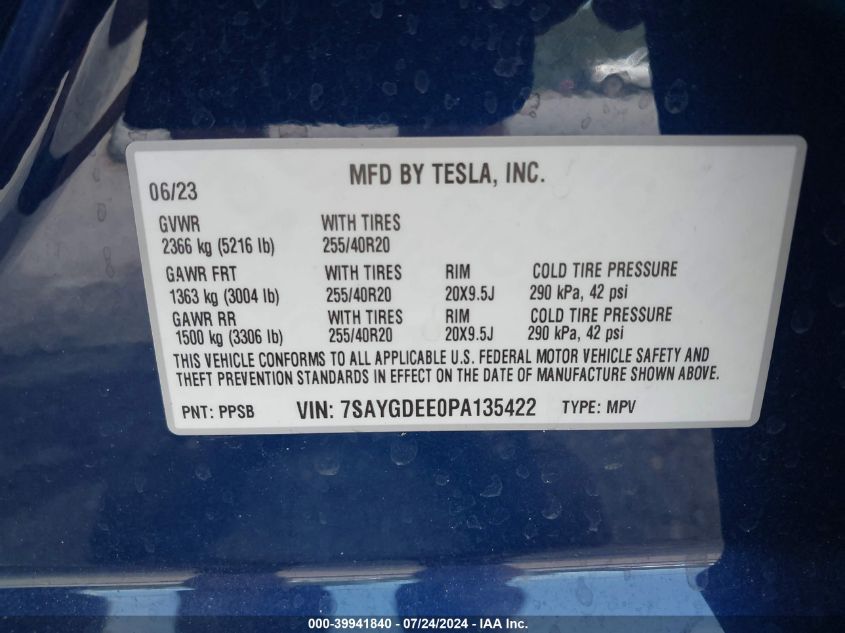 MFD BY TESLA, INC.
06/23
GVWR WITH TIRES
2366 kg (5216 lb) 255/40R20
GAWR FRT WITH TIRES RIM COLD TIRE PRESSURE
1363 kg (3004 lb) 255/40R20 20X9.5J 290 kPa, 42 psi
GAWR RR WITH TIRES RIM COLD TIRE PRESSURE
1500 kg (3306 lb) 255/40R20 20X9.5J 290 kPa, 42 psi
THIS VEHICLE CONFORMS TO ALL APPLICABLE U.S. FEDERAL MOTOR VEHICLE SAFETY AND
THEFT PREVENTION STANDARDS IN EFFECT ON THE DATE OF MANUFACTURE SHOWN ABOVE.
PNT: PPSB VIN: 7SAYGDEE0PA135422 TYPE: MPV
000-39941840 - 07/24/2024 - IAA Inc.